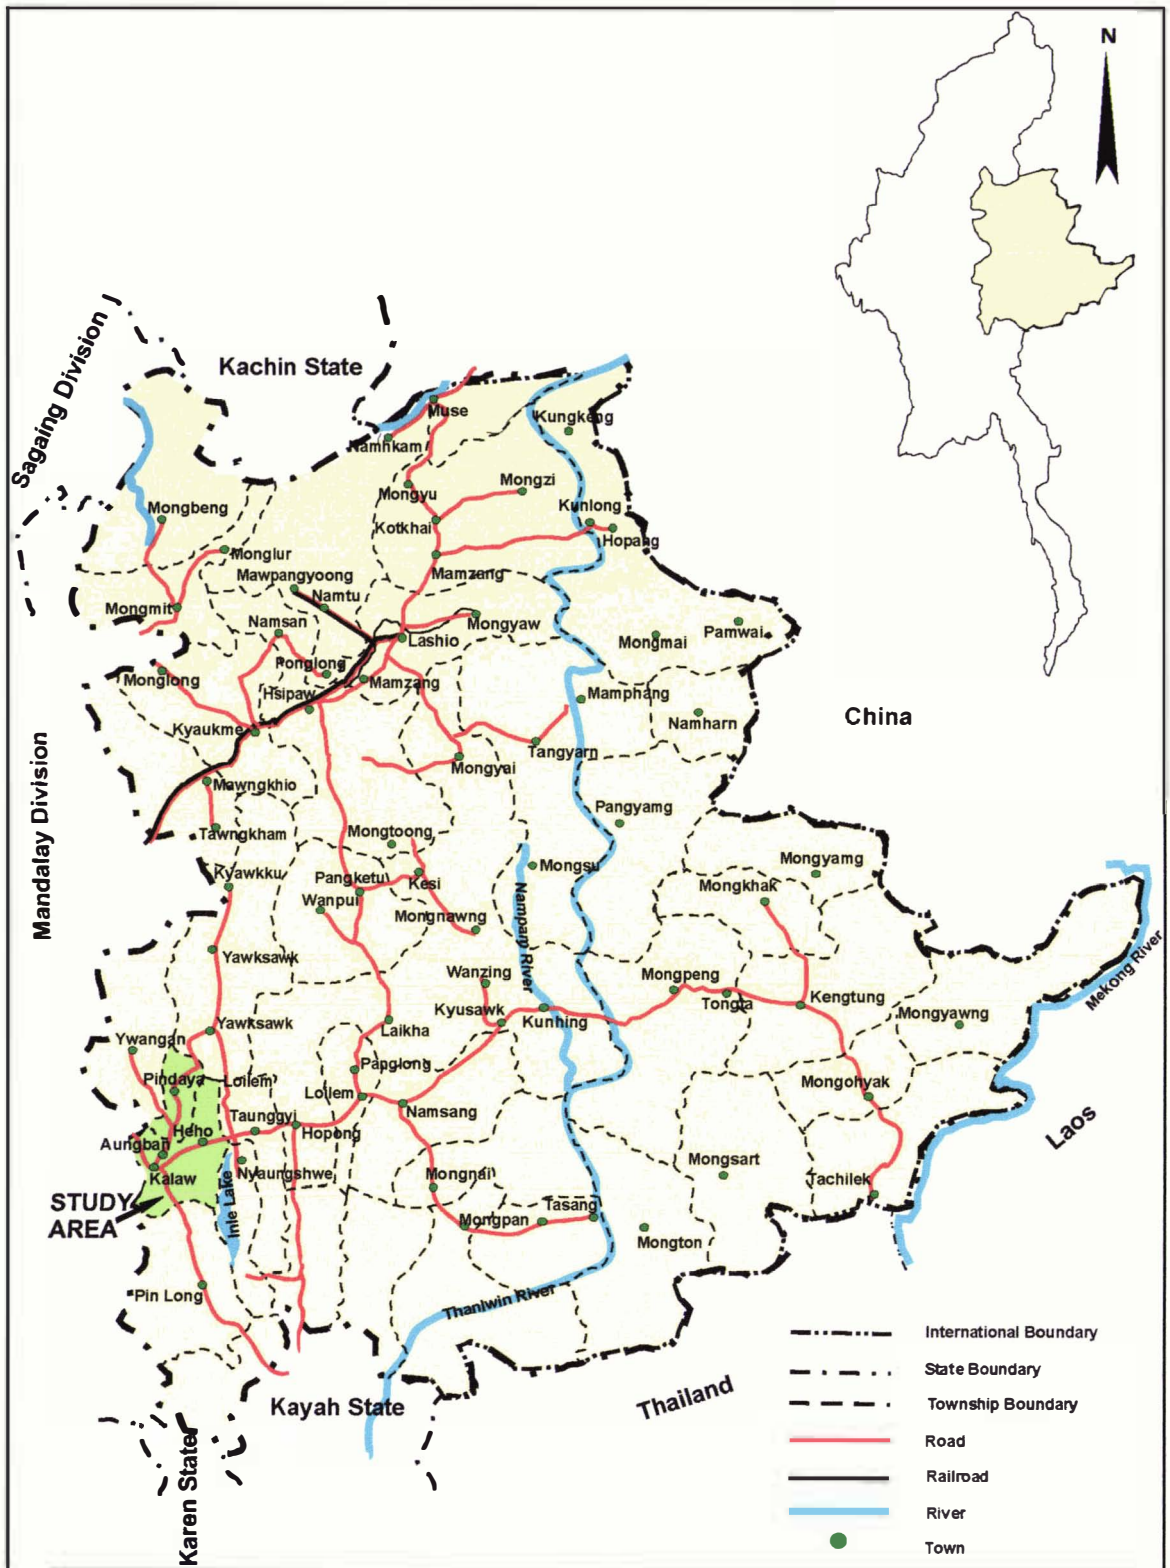 N
Sagaing Division
Kachin State
Muse
Namhkam
Kungkeng
Mongyu
Mongzi
Mongbeng
Kunlong
Kotkhai
Hopang
Monglur
Mawpangyoong
Mamzang
Namtu
Mongmit
Namsan
Mongyaw
Lashio
Mongmai
Pamwai
Ponglong
Monglong
Mamzang
Hsipaw
Mamphang
Namharn
China
Kyaukme
Tangyarn
Mongyai
Mandalay Division
Mawngkhio
Pangyamg
Tawngkham
Mongtoong
Mongyamg
Kyawkku
Pangketu
Kesi
Mongsu
Mongkhak
Wanpui
Mongnawng
Nampang River
Yawksawk
Wanzing
Mongpeng
Mekong River
Tongta
Kengtung
Kyusawk
Kunhing
Mongyawng
Yawksawk
Laikha
Ywangan
Panglong
Pindaya
Loilem
Mongohyak
Loilem
Taunggyi
Namsang
Laos
Heho
Hopong
Aungban
Kalaw
Nyaungshwe
Mongnai
Mongsart
Tachilek
STUDY
AREA
Inle Lake
Mongpan
Tasang
Mongton
Pin Long
Thanlwin River
Kayah State
Thailand
Karen State
International Boundary
State Boundary
Township Boundary
Road
Railroad
River
Town